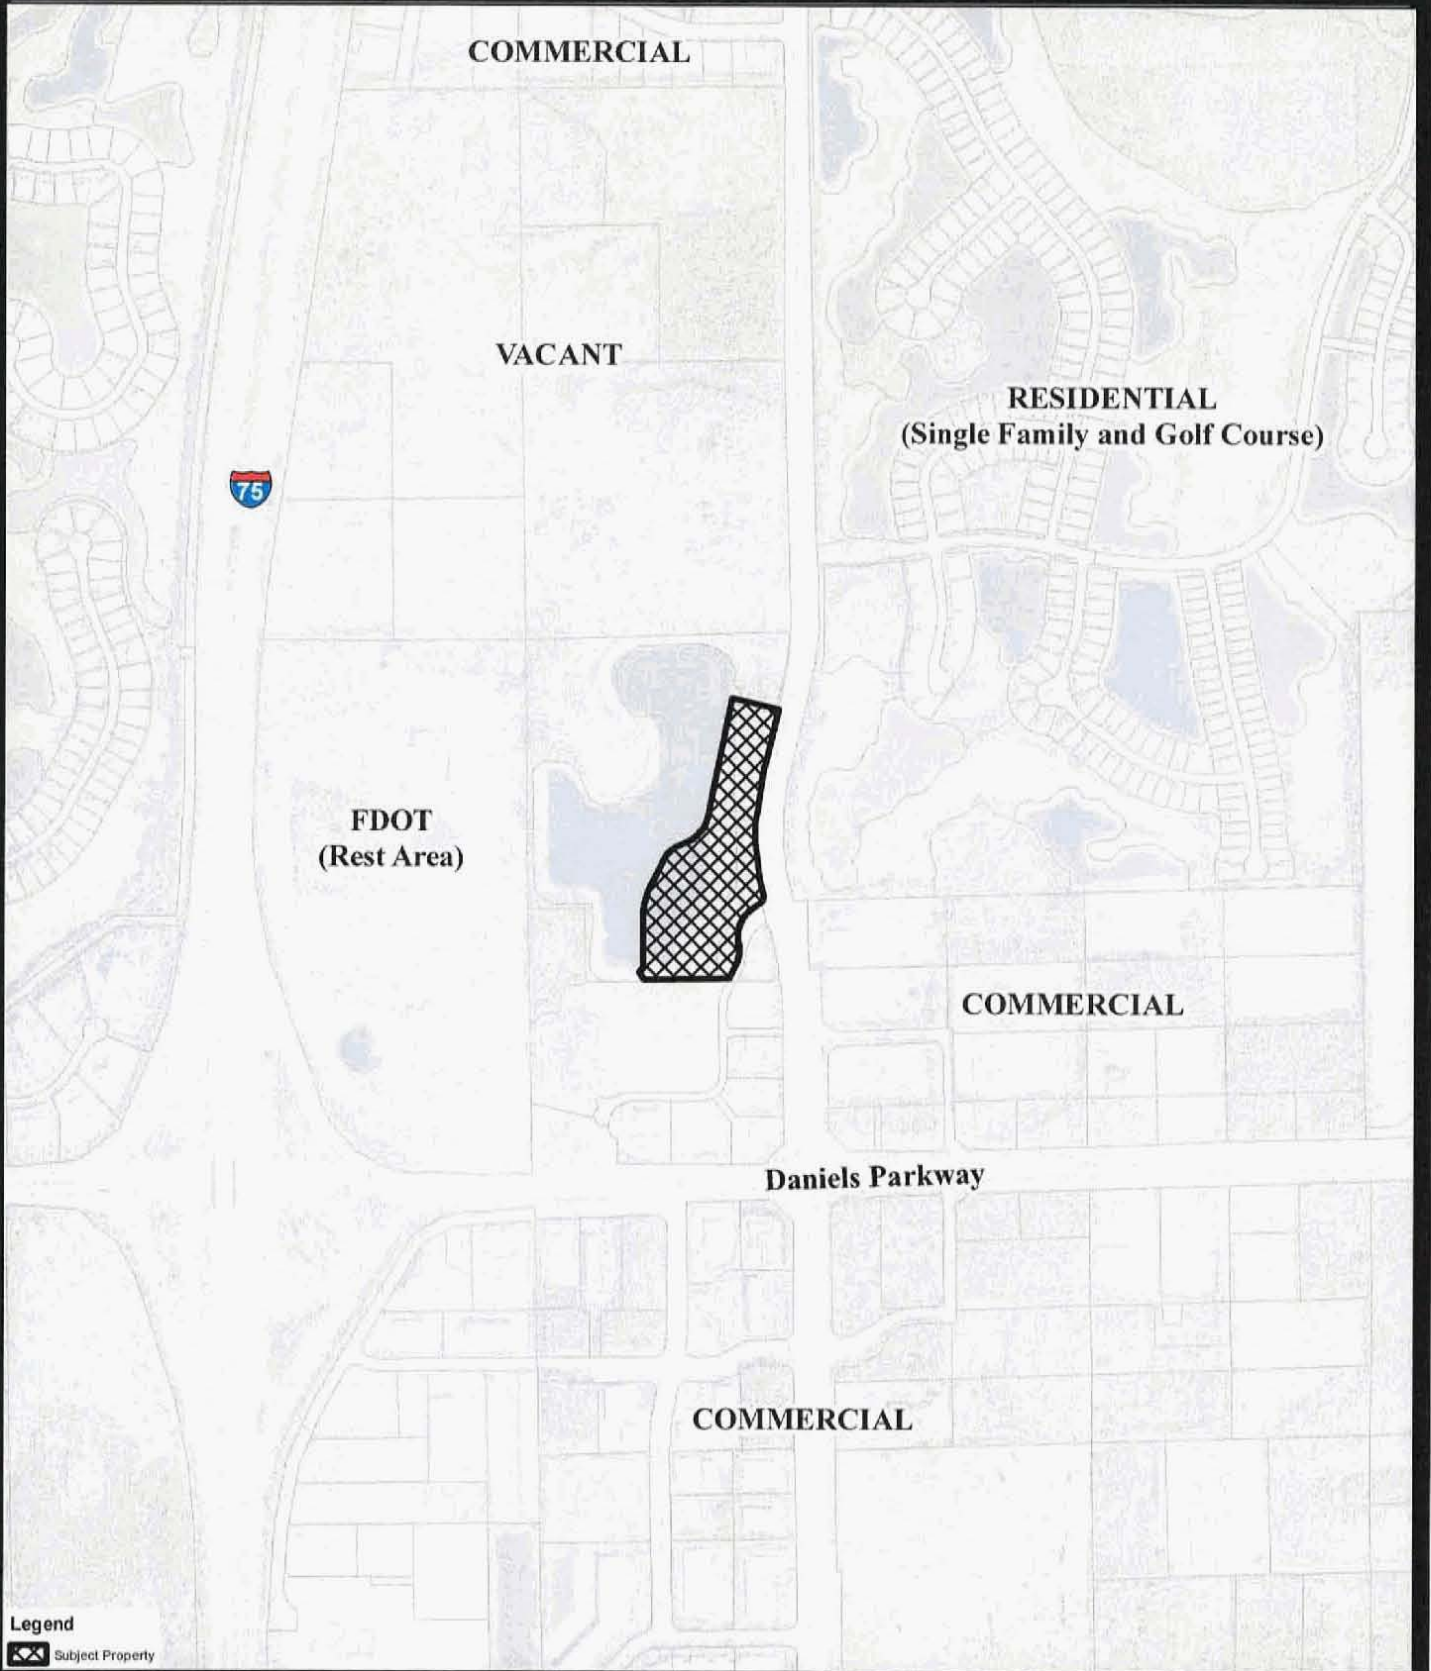 COMMERCIAL
VACANT
RESIDENTIAL
(Single Family and Golf Course)
75
FDOT
(Rest Area)
COMMERCIAL
Daniels Parkway
COMMERCIAL
Legend
Subject Property